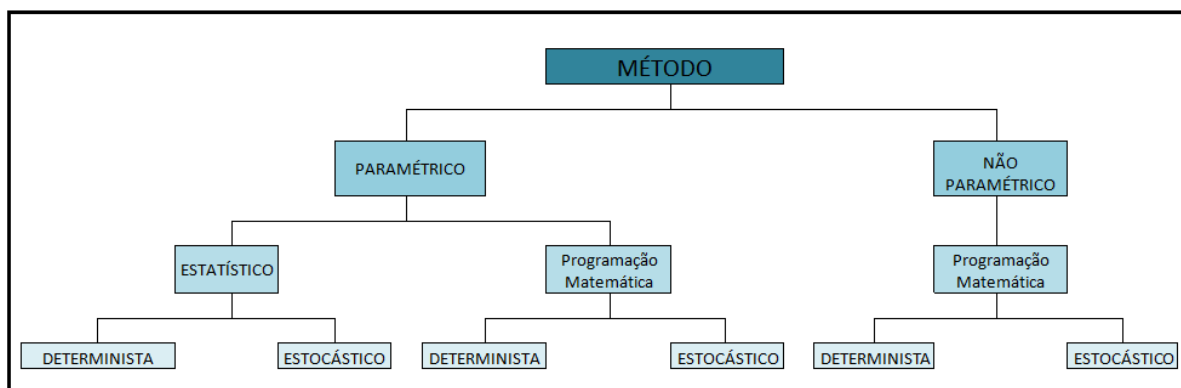 MÉTODO
PARAMÉTRICO
NÃO
PARAMÉTRICO
ESTATÍSTICO
Programação
Matemática
Programação
Matemática
DETERMINISTA
ESTOCÁSTICO
DETERMINISTA
ESTOCÁSTICO
DETERMINISTA
ESTOCÁSTICO